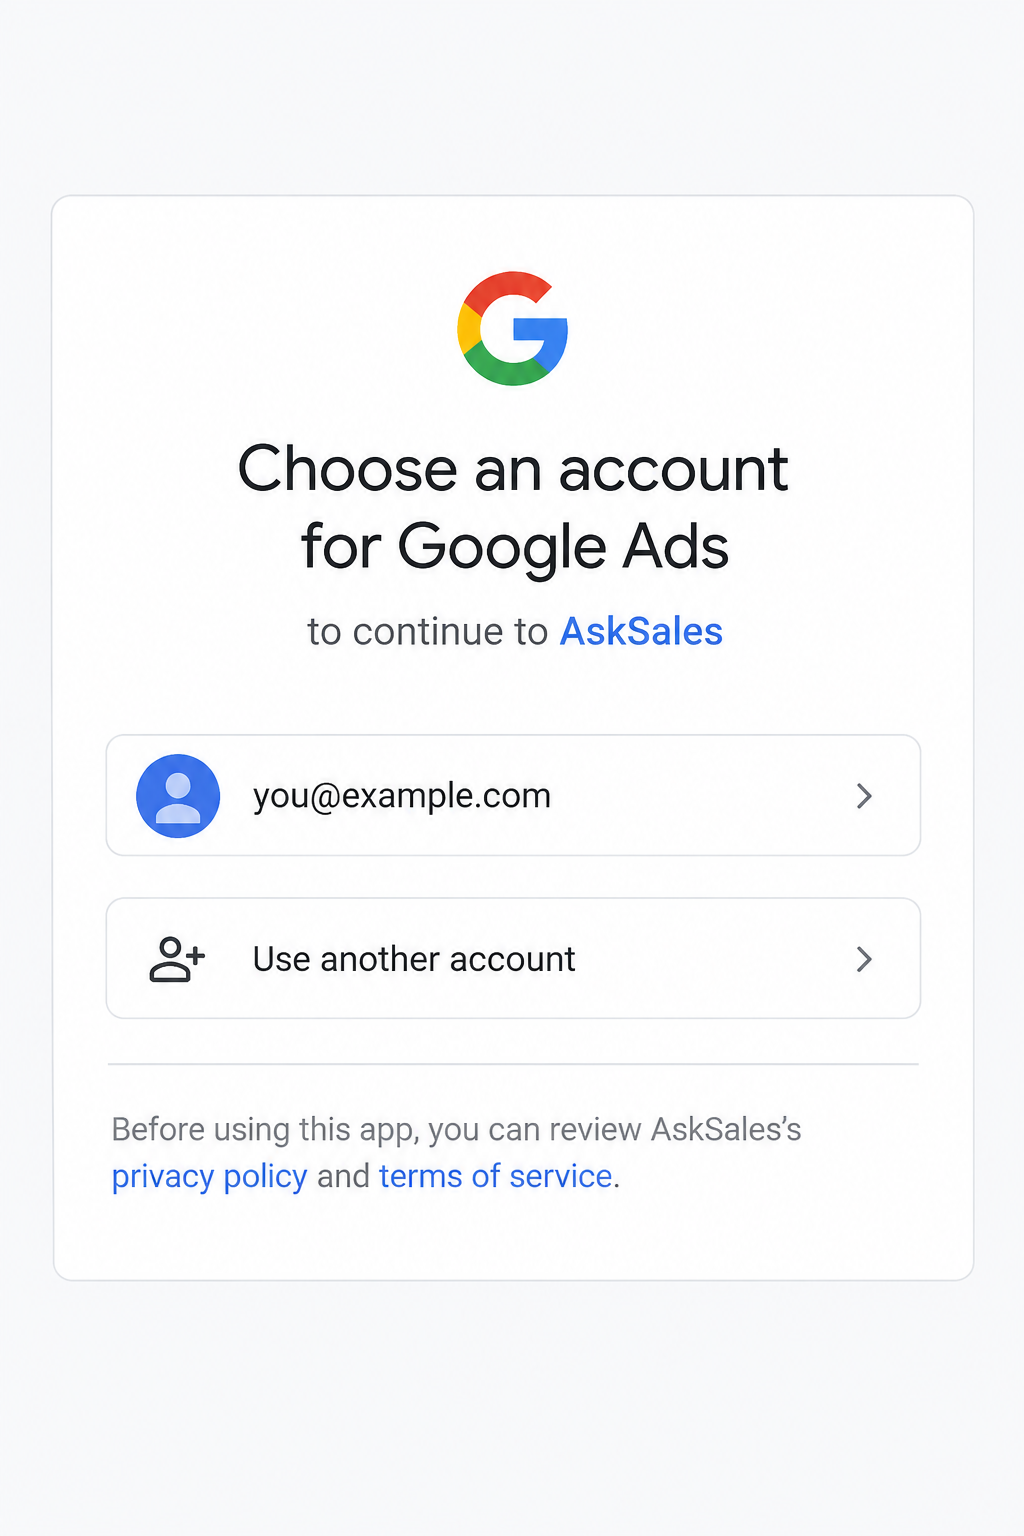 Choose an account
for Google Ads
to continue to AskSales
you@example.com
Use another account
Before using this app, you can review AskSales’s
privacy policy and terms of service.